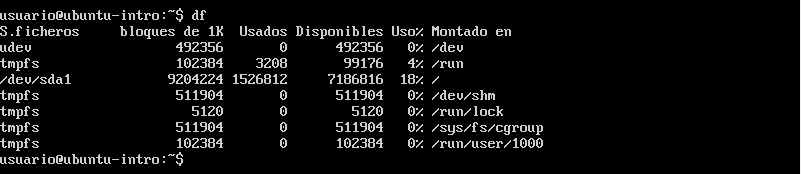 usuario@ubuntu-intro:~$ df
S.ficheros     bloques de 1K  Usados Disponibles Uso% Montado en
udev                  492356       0      492356   0% /dev
tmpfs                 102384    3208       99176   4% /run
/dev/sda1            9204224 1526812     7186816  18% /
tmpfs                 511904       0      511904   0% /dev/shm
tmpfs                   5120       0        5120   0% /run/lock
tmpfs                 511904       0      511904   0% /sys/fs/cgroup
tmpfs                 102384       0      102384   0% /run/user/1000
usuario@ubuntu-intro:~$